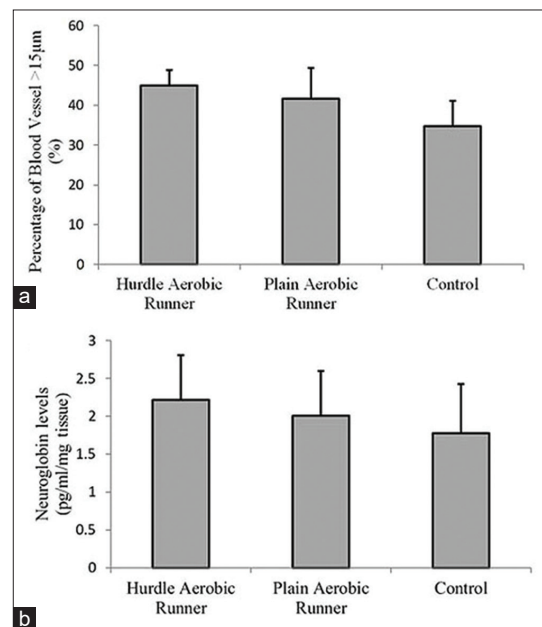 60
50
40
30
20
10
0
Percentage of Blood Vessel >15µm
(%)
Hurdle Aerobic
Runner
Plain Aerobic
Runner
Control
a
3
2.5
2
1.5
1
0.5
0
Neuroglobin levels
(pg/ml/mg tissue)
Hurdle Aerobic
Runner
Plain Aerobic
Runner
Control
b